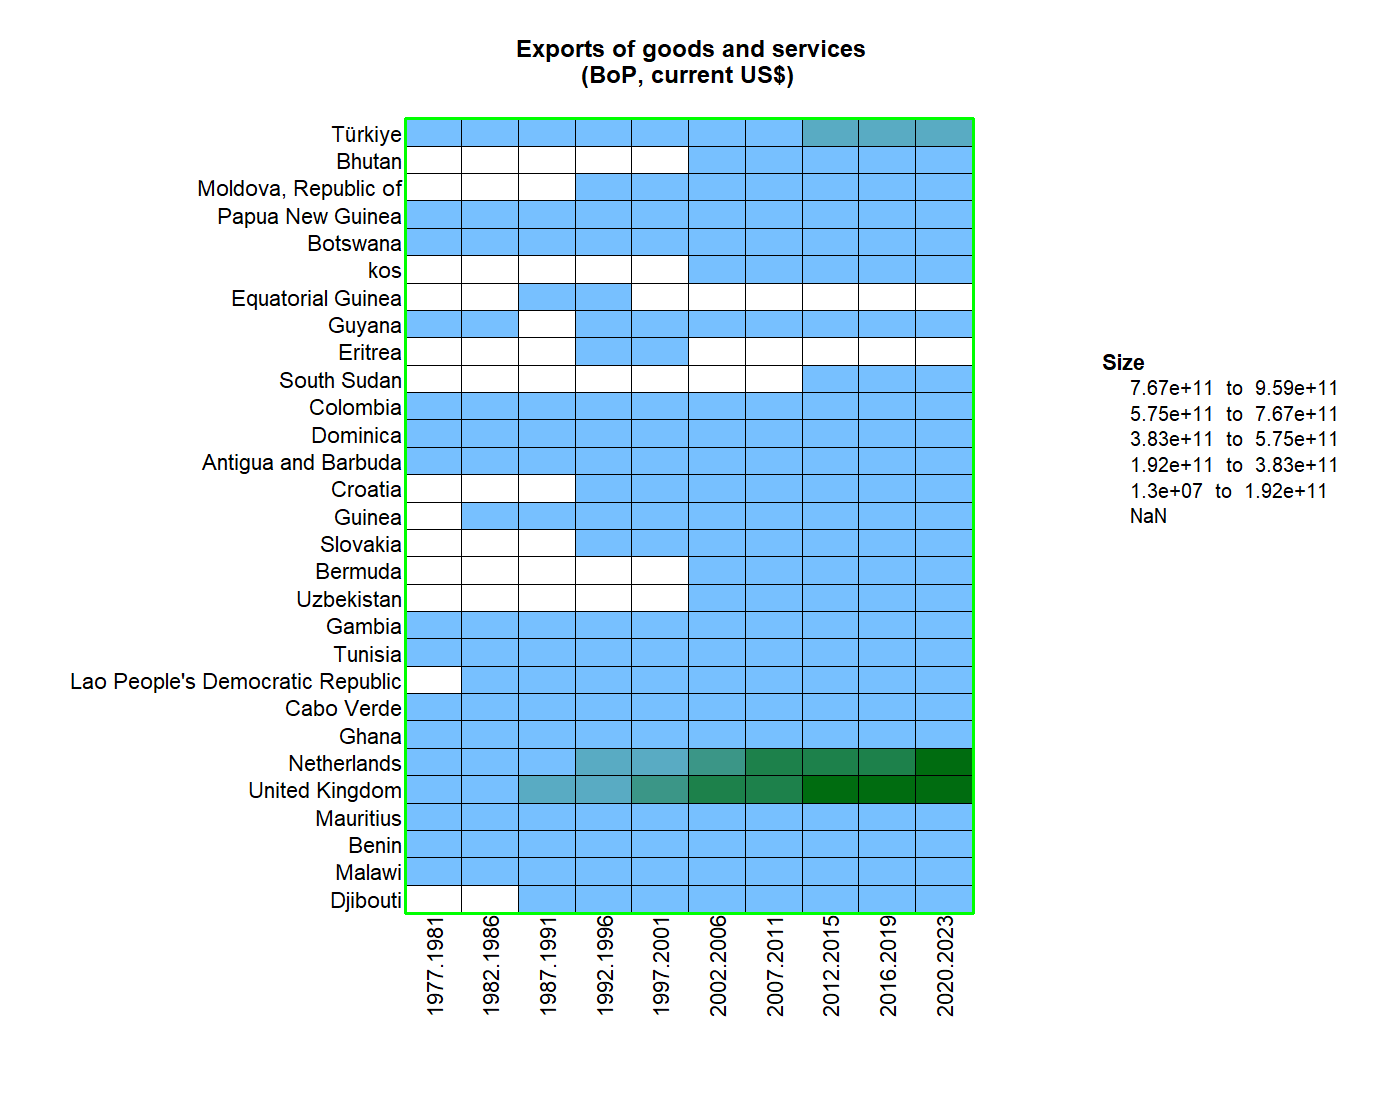 Exports of goods and services
(BoP, current US$)
Türkiye
Bhutan
Moldova, Republic of
Papua New Guinea
Botswana
kos
Equatorial Guinea
Guyana
Eritrea
South Sudan
Colombia
Dominica
Antigua and Barbuda
Croatia
Guinea
Slovakia
Bermuda
Uzbekistan
Gambia
Tunisia
Lao People's Democratic Republic
Cabo Verde
Ghana
Netherlands
United Kingdom
Mauritius
Benin
Malawi
Djibouti
1977.1981
1982.1986
1987.1991
1992.1996
1997.2001
2002.2006
2007.2011
2012.2015
2016.2019
2020.2023
Size
7.67e+11 to 9.59e+11
5.75e+11 to 7.67e+11
3.83e+11 to 5.75e+11
1.92e+11 to 3.83e+11
1.3e+07 to 1.92e+11
NaN